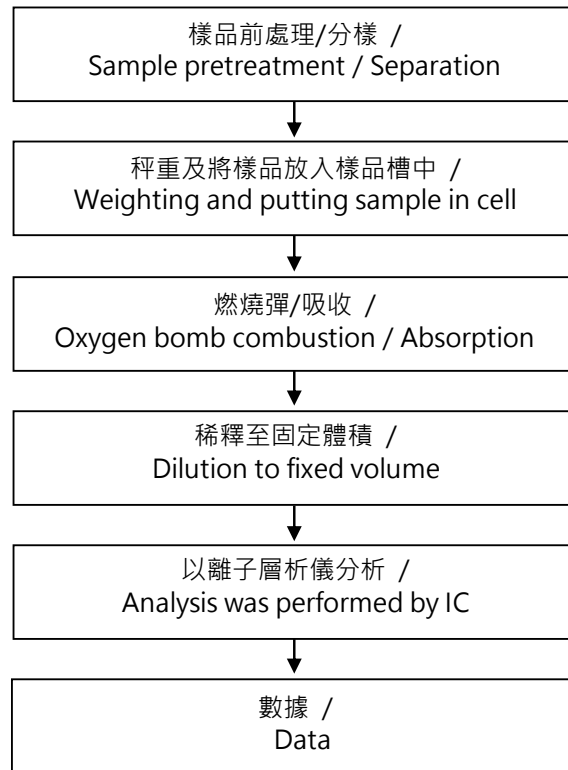 樣品前處理/分樣 /
Sample pretreatment / Separation
秤重及將樣品放入樣品槽中 /
Weighting and putting sample in cell
燃燒彈/吸收 /
Oxygen bomb combustion / Absorption
稀釋至固定體積 /
Dilution to fixed volume
以離子層析儀分析 /
Analysis was performed by IC
數據 /
Data